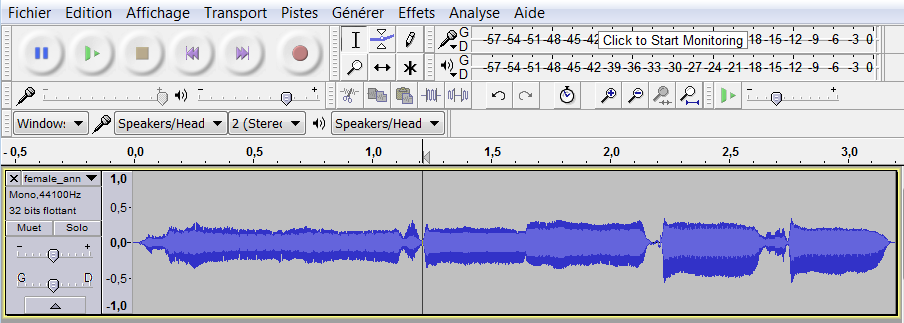 Fichier Edition Affichage Transport Pistes Générer Effets Analyse Aide
G D -57 -54 -51 -48 -45 -42 Click to Start Monitoring -18 -15 -12 -9 -6 -3 0
G D -57 -54 -51 -48 -45 -42 -39 -36 -33 -30 -27 -24 -21 -18 -15 -12 -9 -6 -3 0
- + - + - +
Windows Speakers/Head 2 (Stereo Speakers/Head
-0,5 0,0 0,5 1,0 1,5 2,0 2,5 3,0
female_ann
Mono,44100Hz
32 bits flottant
Muet Solo
- +
G D
1,0
0,5-
0,0-
-0,5-
-1,0